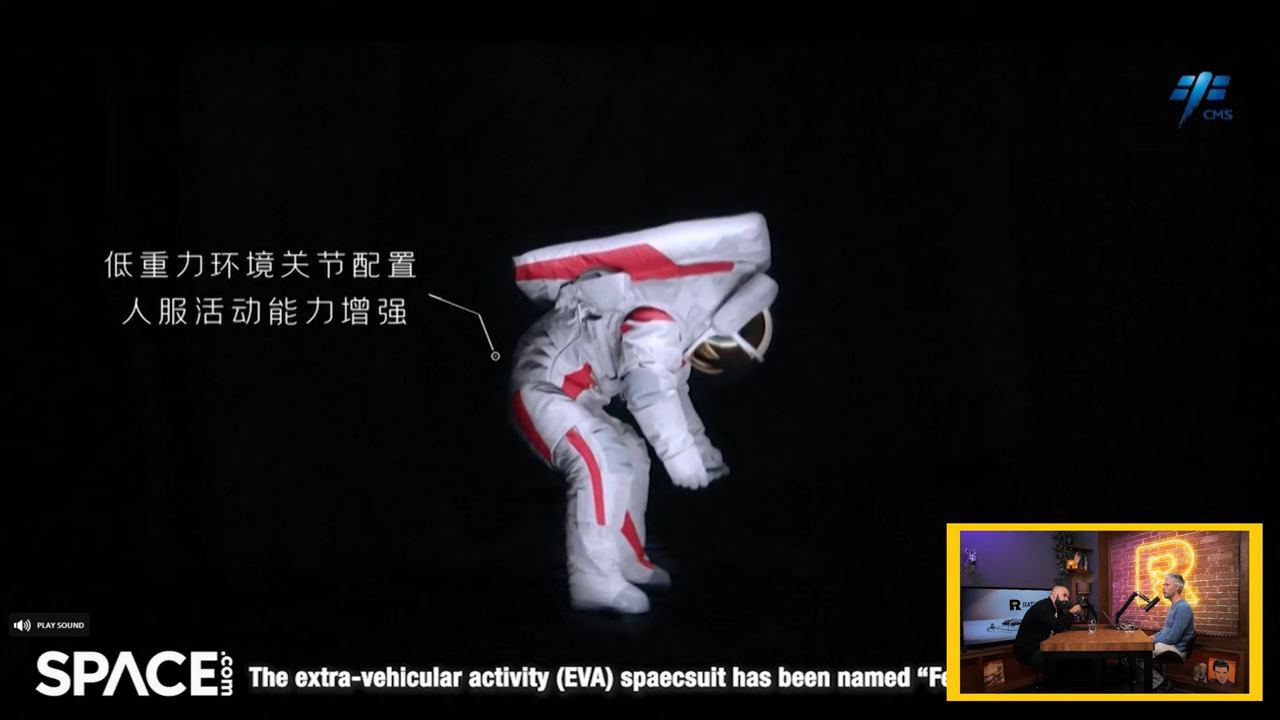 CMS
低重力环境关节配置
人服活动能力增强
PLAY SOUND
SPACE.com
The extra-vehicular activity (EVA) spaecsuit has been named “Fe
R
R RAT